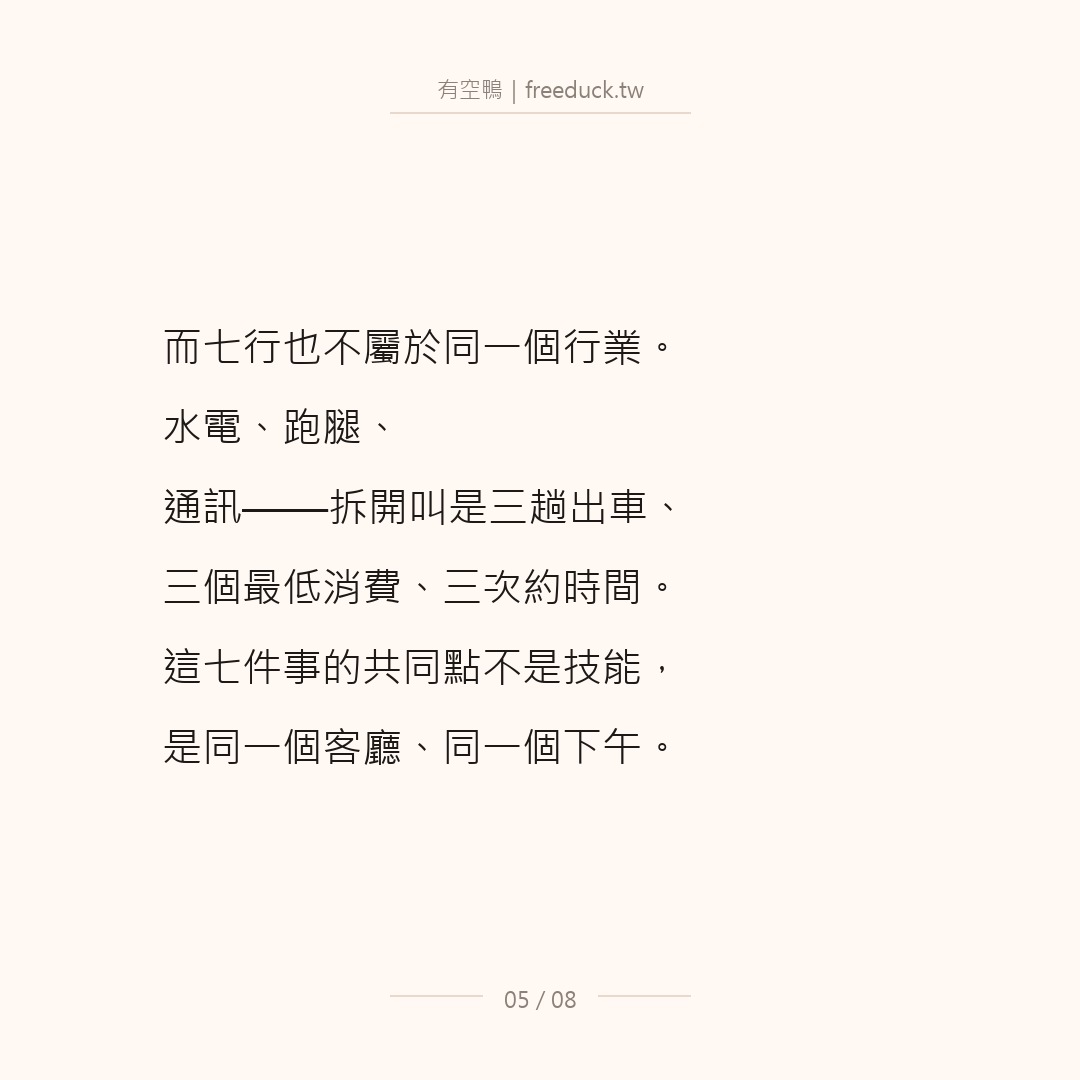 有空鴨 | freeduck.tw
而七行也不屬於同一個行業。
水電、跑腿、
通訊——拆開叫是三趟出車、
三個最低消費、三次約時間。
這七件事的共同點不是技能，
是同一個客廳、同一個下午。
05 / 08